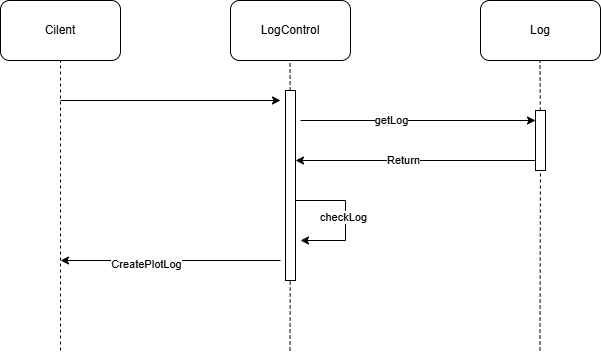 Cilent
LogControl
Log
getLog
Return
checkLog
CreatePlotLog